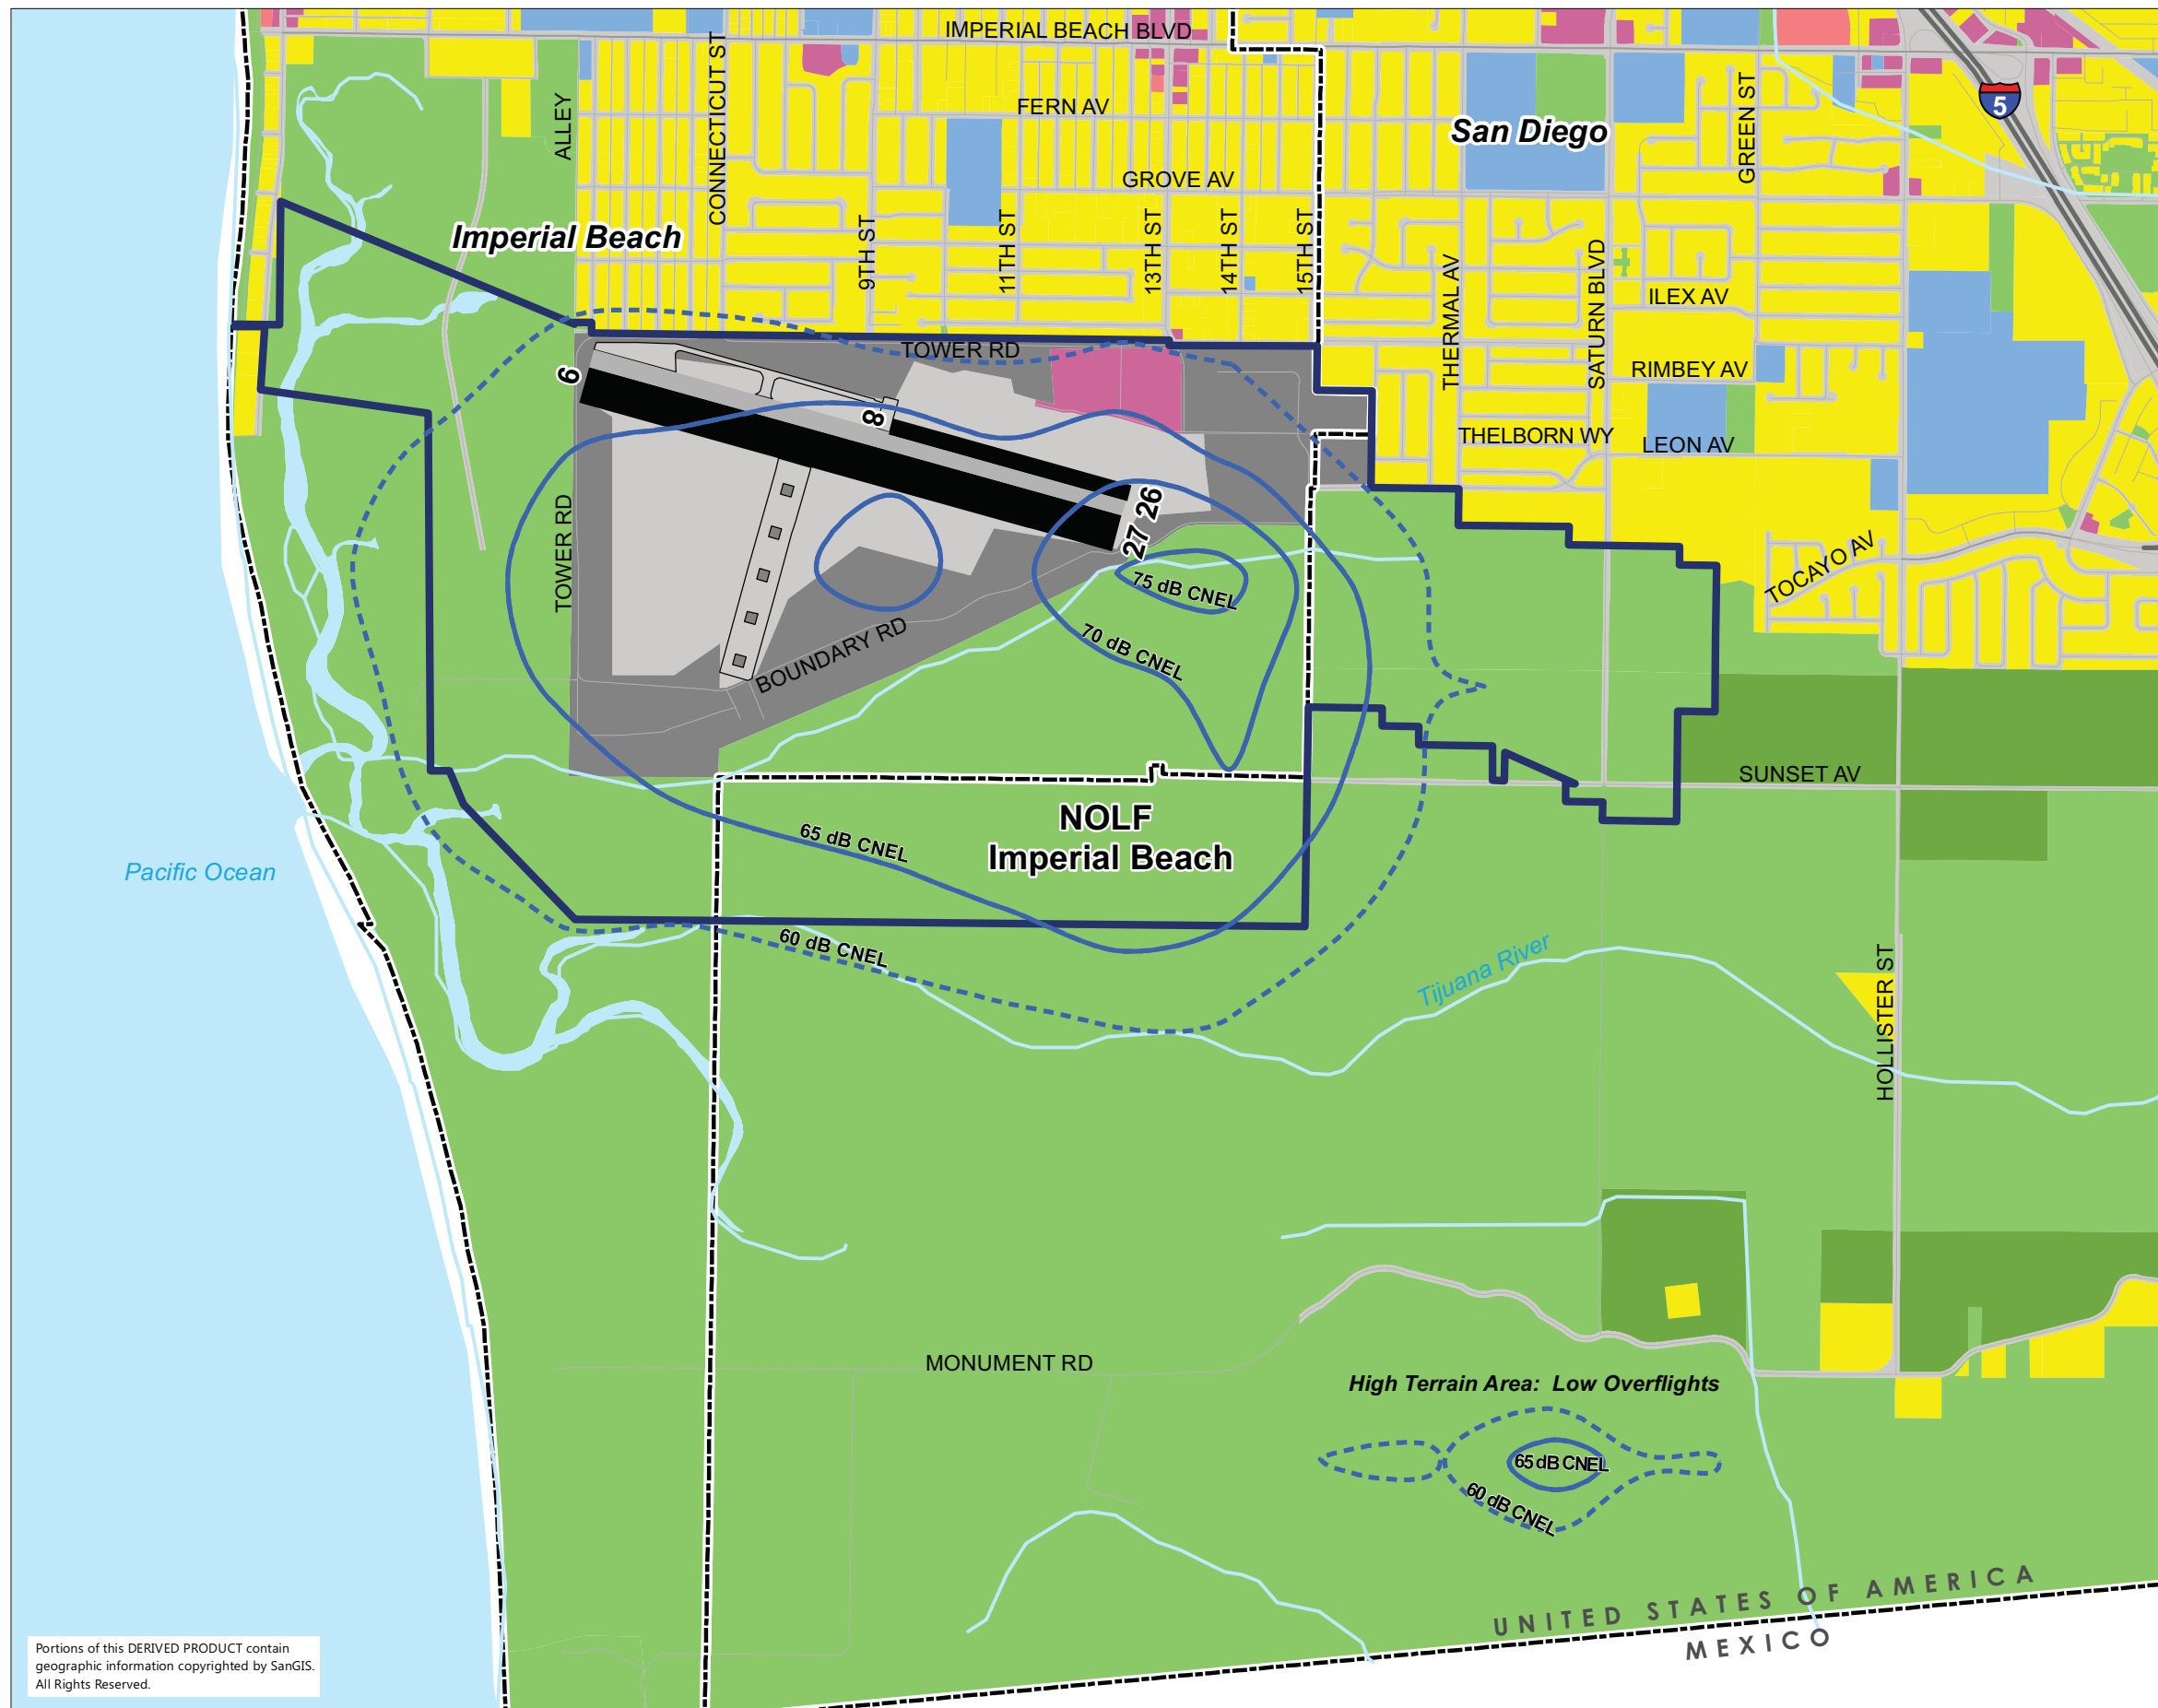 IMPERIAL BEACH BLVD
CONNECTICUT ST
ALLEY
FERN AV
San Diego
GREEN ST
5
GROVE AV
Imperial Beach
9TH ST
11TH ST
13TH ST
14TH ST
15TH ST
THERMAL AV
SATURN BLVD
ILEX AV
TOWER RD
RIMBEY AV
6
8
THELBORN WY
LEON AV
26
27
TOWER RD
TOCAYO AV
75 dB CNEL
70 dB CNEL
BOUNDARY RD
SUNSET AV
NOLF
Imperial Beach
65 dB CNEL
Pacific Ocean
60 dB CNEL
Tijuana River
HOLLISTER ST
MONUMENT RD
High Terrain Area: Low Overflights
65 dB CNEL
60 dB CNEL
UNITED STATES OF AMERICA
MEXICO
Portions of this DERIVED PRODUCT contain
geographic information copyrighted by SanGIS.
All Rights Reserved.